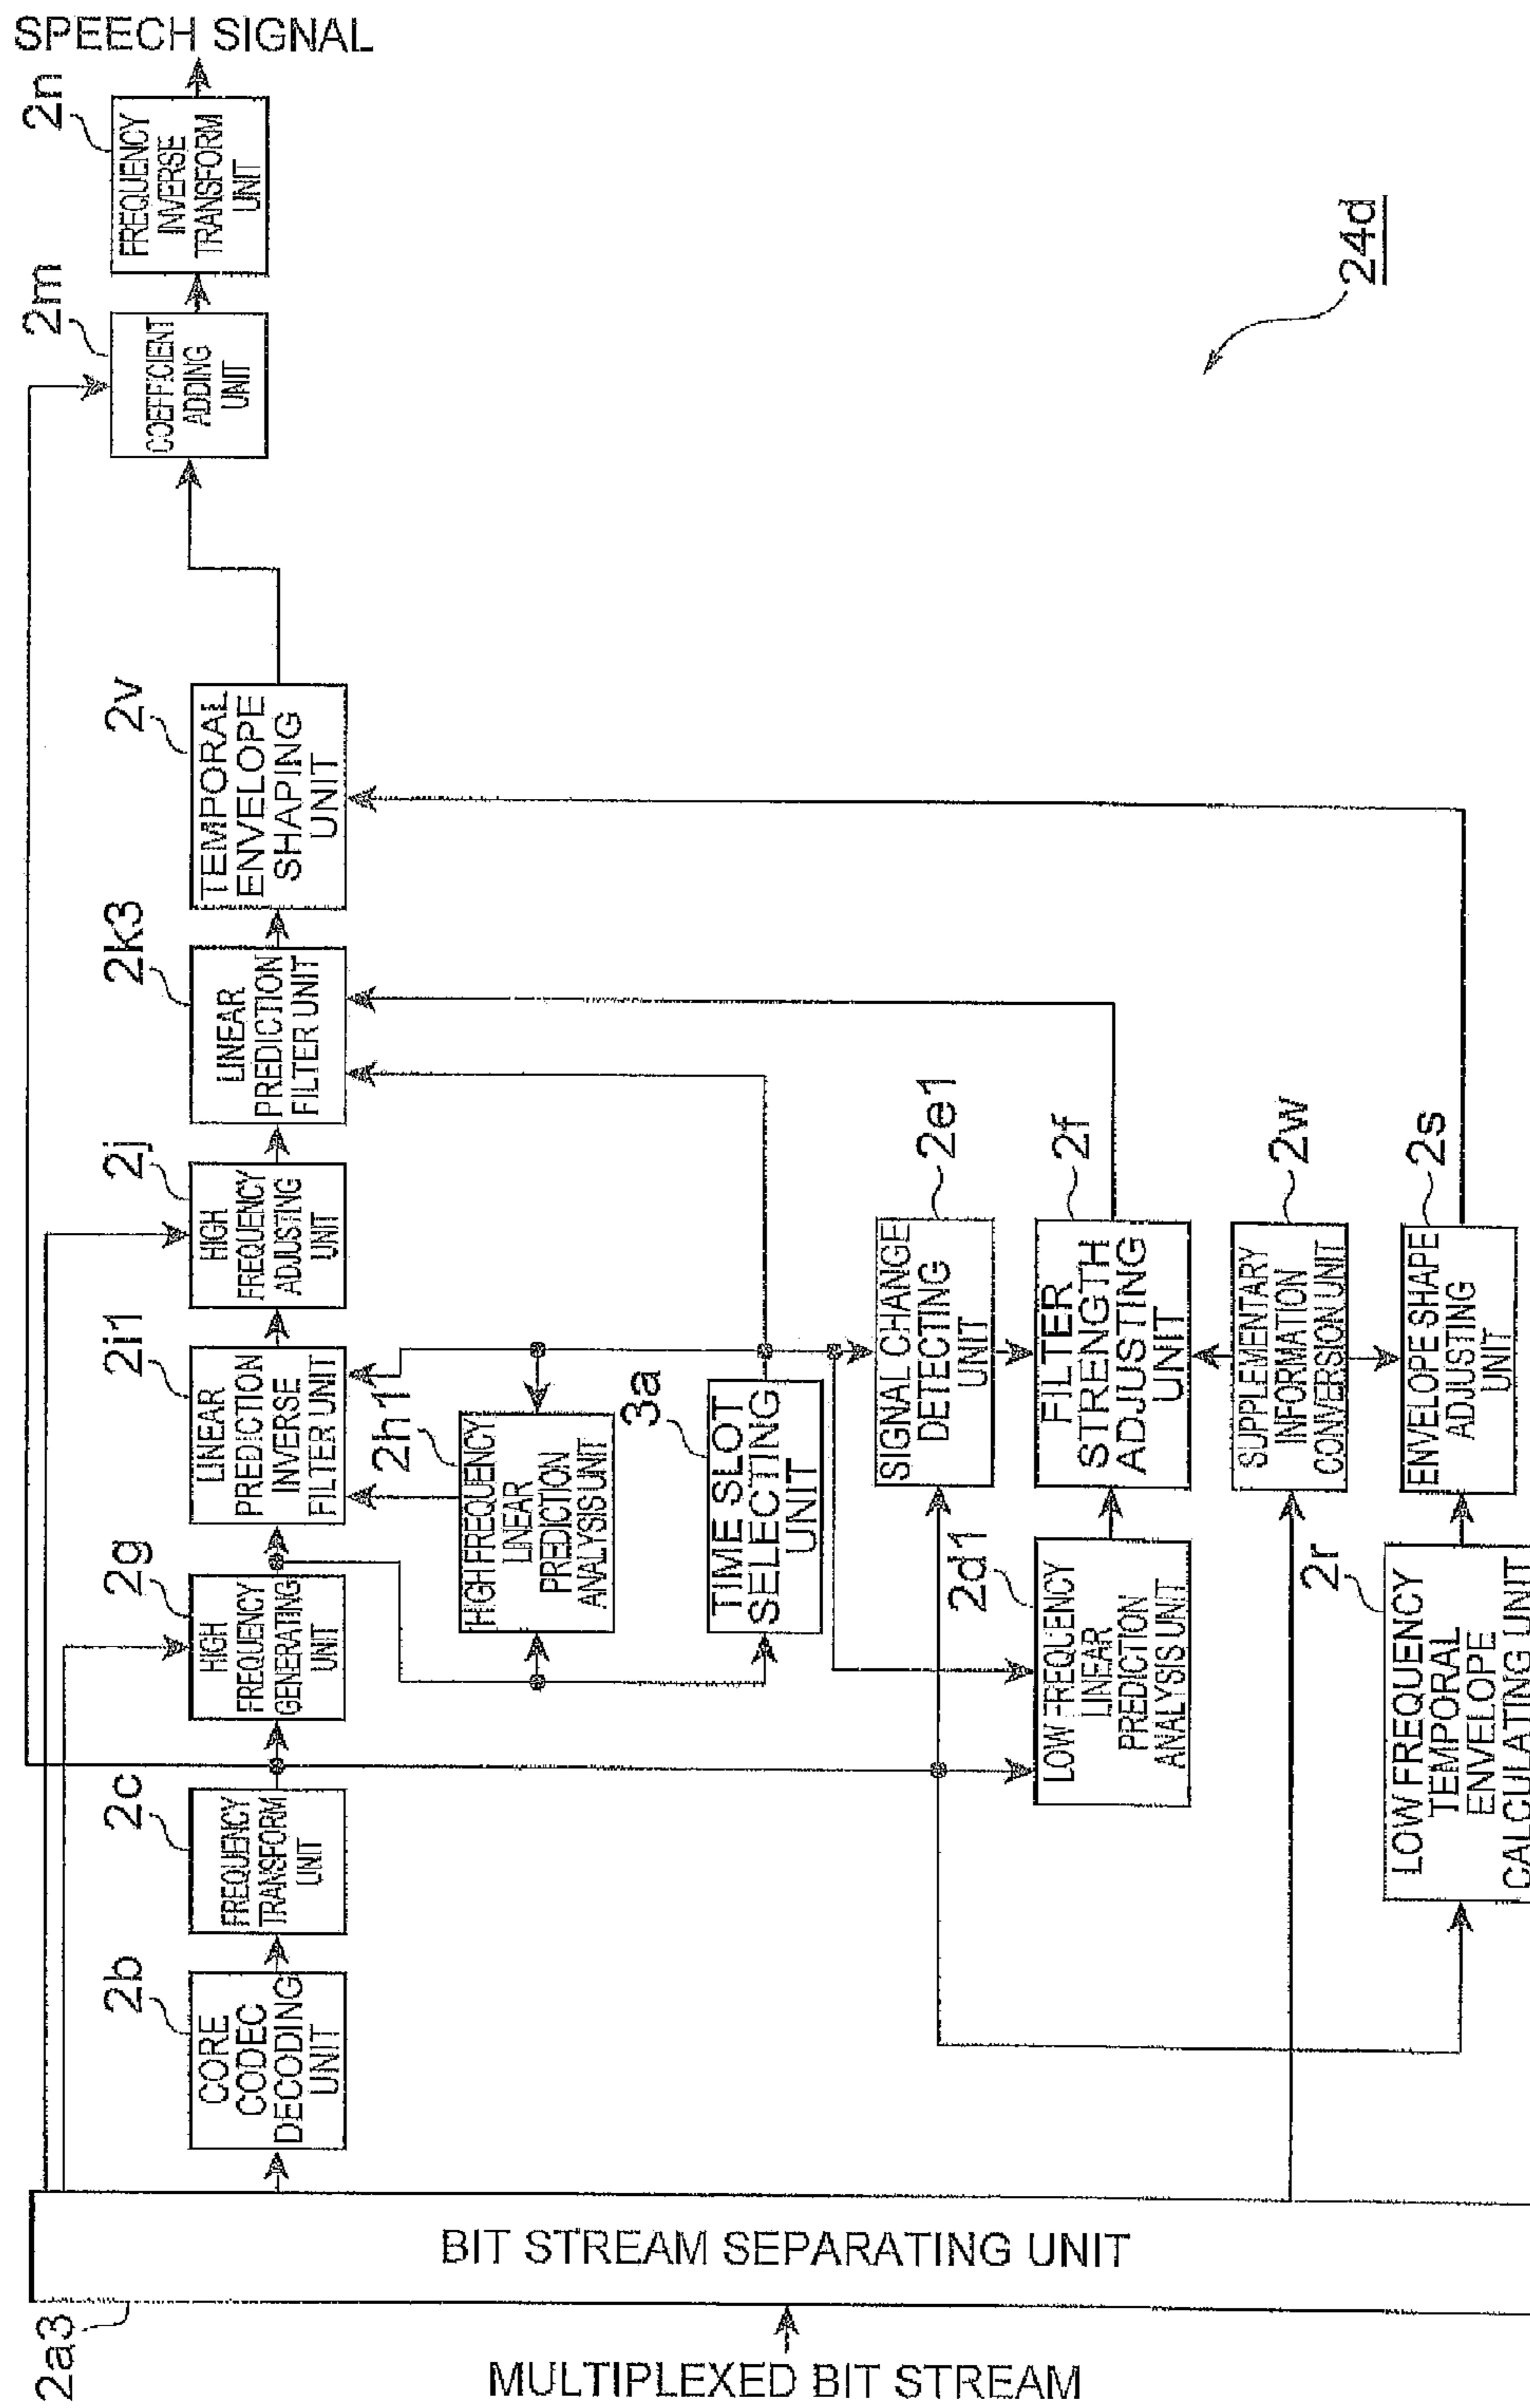 SPEECH SIGNAL
2n
FREQUENCY
INVERSE
TRANSFORM
UNIT
2m
COEFFICIENT
ADDING
UNIT
24d
2v
TEMPORAL
ENVELOPE
SHAPING
UNIT
2k3
LINEAR
PREDICTION
FILTER UNIT
2j
HIGH
FREQUENCY
ADJUSTING
UNIT
2i1
LINEAR
PREDICTION
INVERSE
FILTER UNIT
2h1
HIGH FREQUENCY
LINEAR
PREDICTION
ANALYSIS UNIT
3a
TIME SLOT
SELECTING
UNIT
2e1
SIGNAL CHANGE
DETECTING
UNIT
2f
FILTER
STRENGTH
ADJUSTING
UNIT
2w
SUPPLEMENTARY
INFORMATION
CONVERSION UNIT
2s
ENVELOPE SHAPE
ADJUSTING
UNIT
2g
HIGH
FREQUENCY
GENERATING
UNIT
2d1
LOW FREQUENCY
LINEAR
PREDICTION
ANALYSIS UNIT
2r
LOW FREQUENCY
TEMPORAL
ENVELOPE
CALCULATING UNIT
2c
FREQUENCY
TRANSFORM
UNIT
2b
CORE
CODEC
DECODING
UNIT
BIT STREAM SEPARATING UNIT
2a3
MULTIPLEXED BIT STREAM